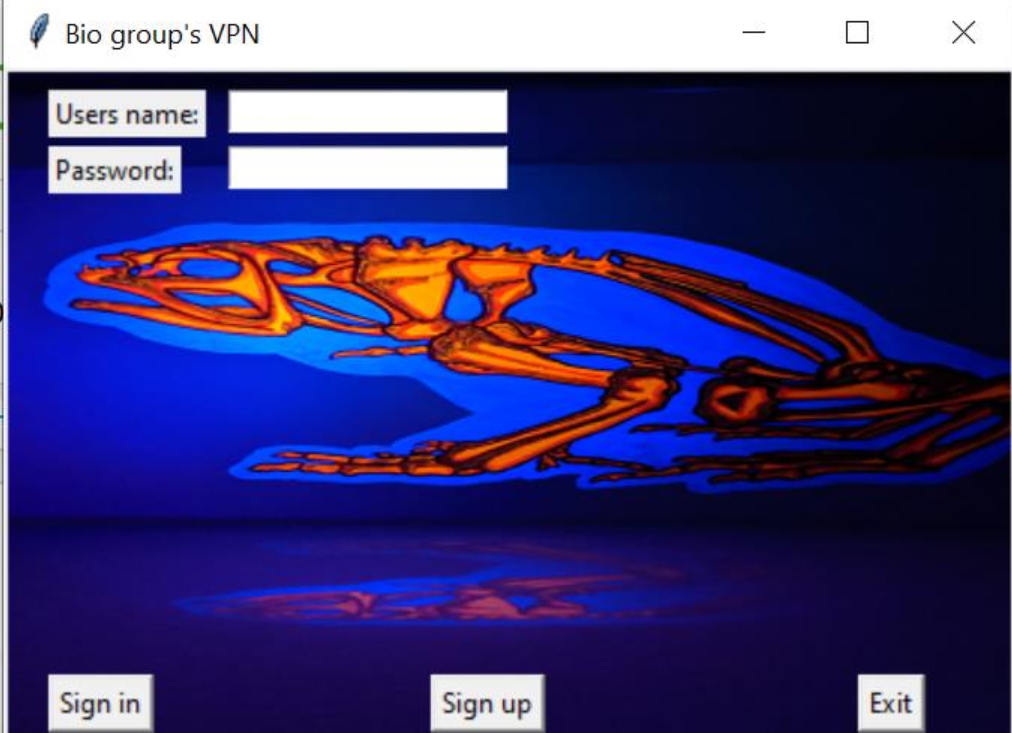 Bio group's VPN
Users name:
Password:
Sign in
Sign up
Exit